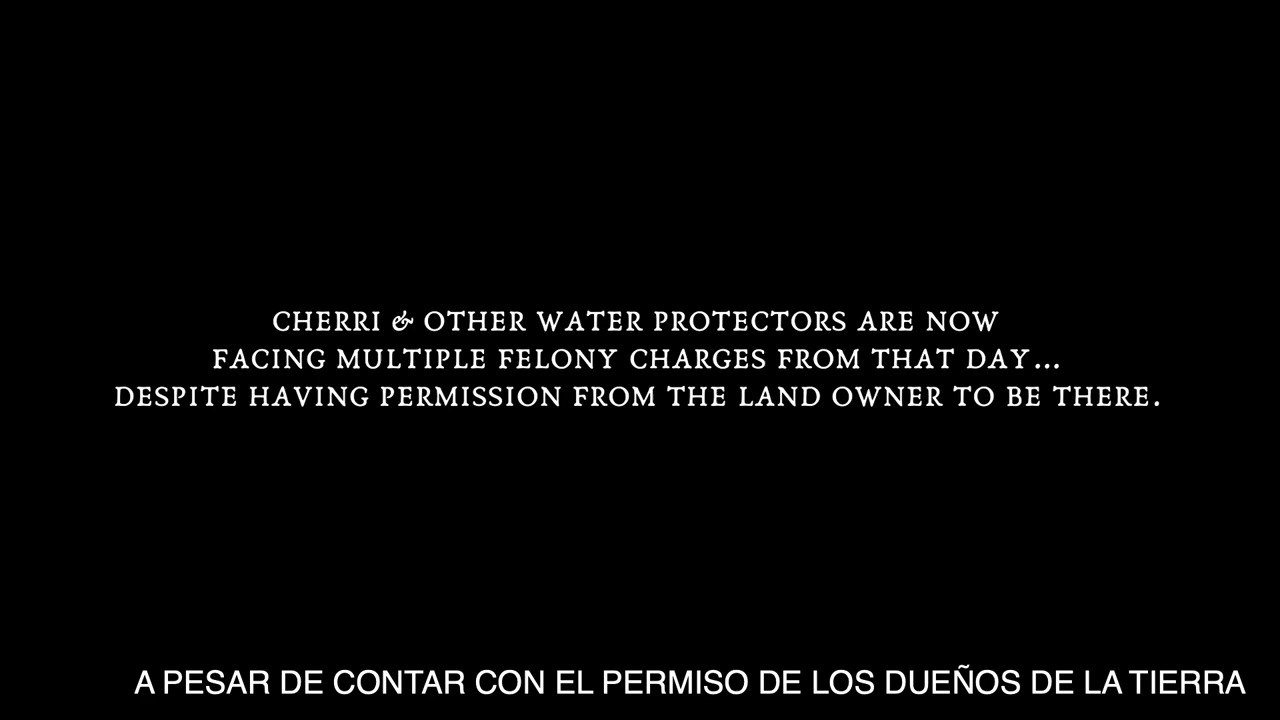 CHERRI & OTHER WATER PROTECTORS ARE NOW
FACING MULTIPLE FELONY CHARGES FROM THAT DAY...
DESPITE HAVING PERMISSION FROM THE LAND OWNER TO BE THERE.
A PESAR DE CONTAR CON EL PERMISO DE LOS DUEÑOS DE LA TIERRA